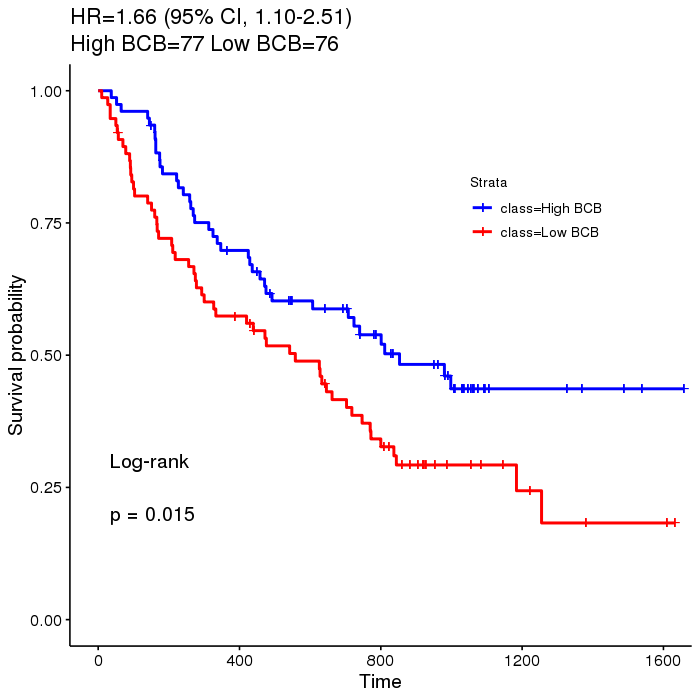 HR=1.66 (95% CI, 1.10-2.51)
High BCB=77 Low BCB=76
1.00
Strata
class=High BCB
class=Low BCB
0.75
0.50
Survival probability
Log-rank
0.25
p = 0.015
0.00
0 400 800 1200 1600
Time